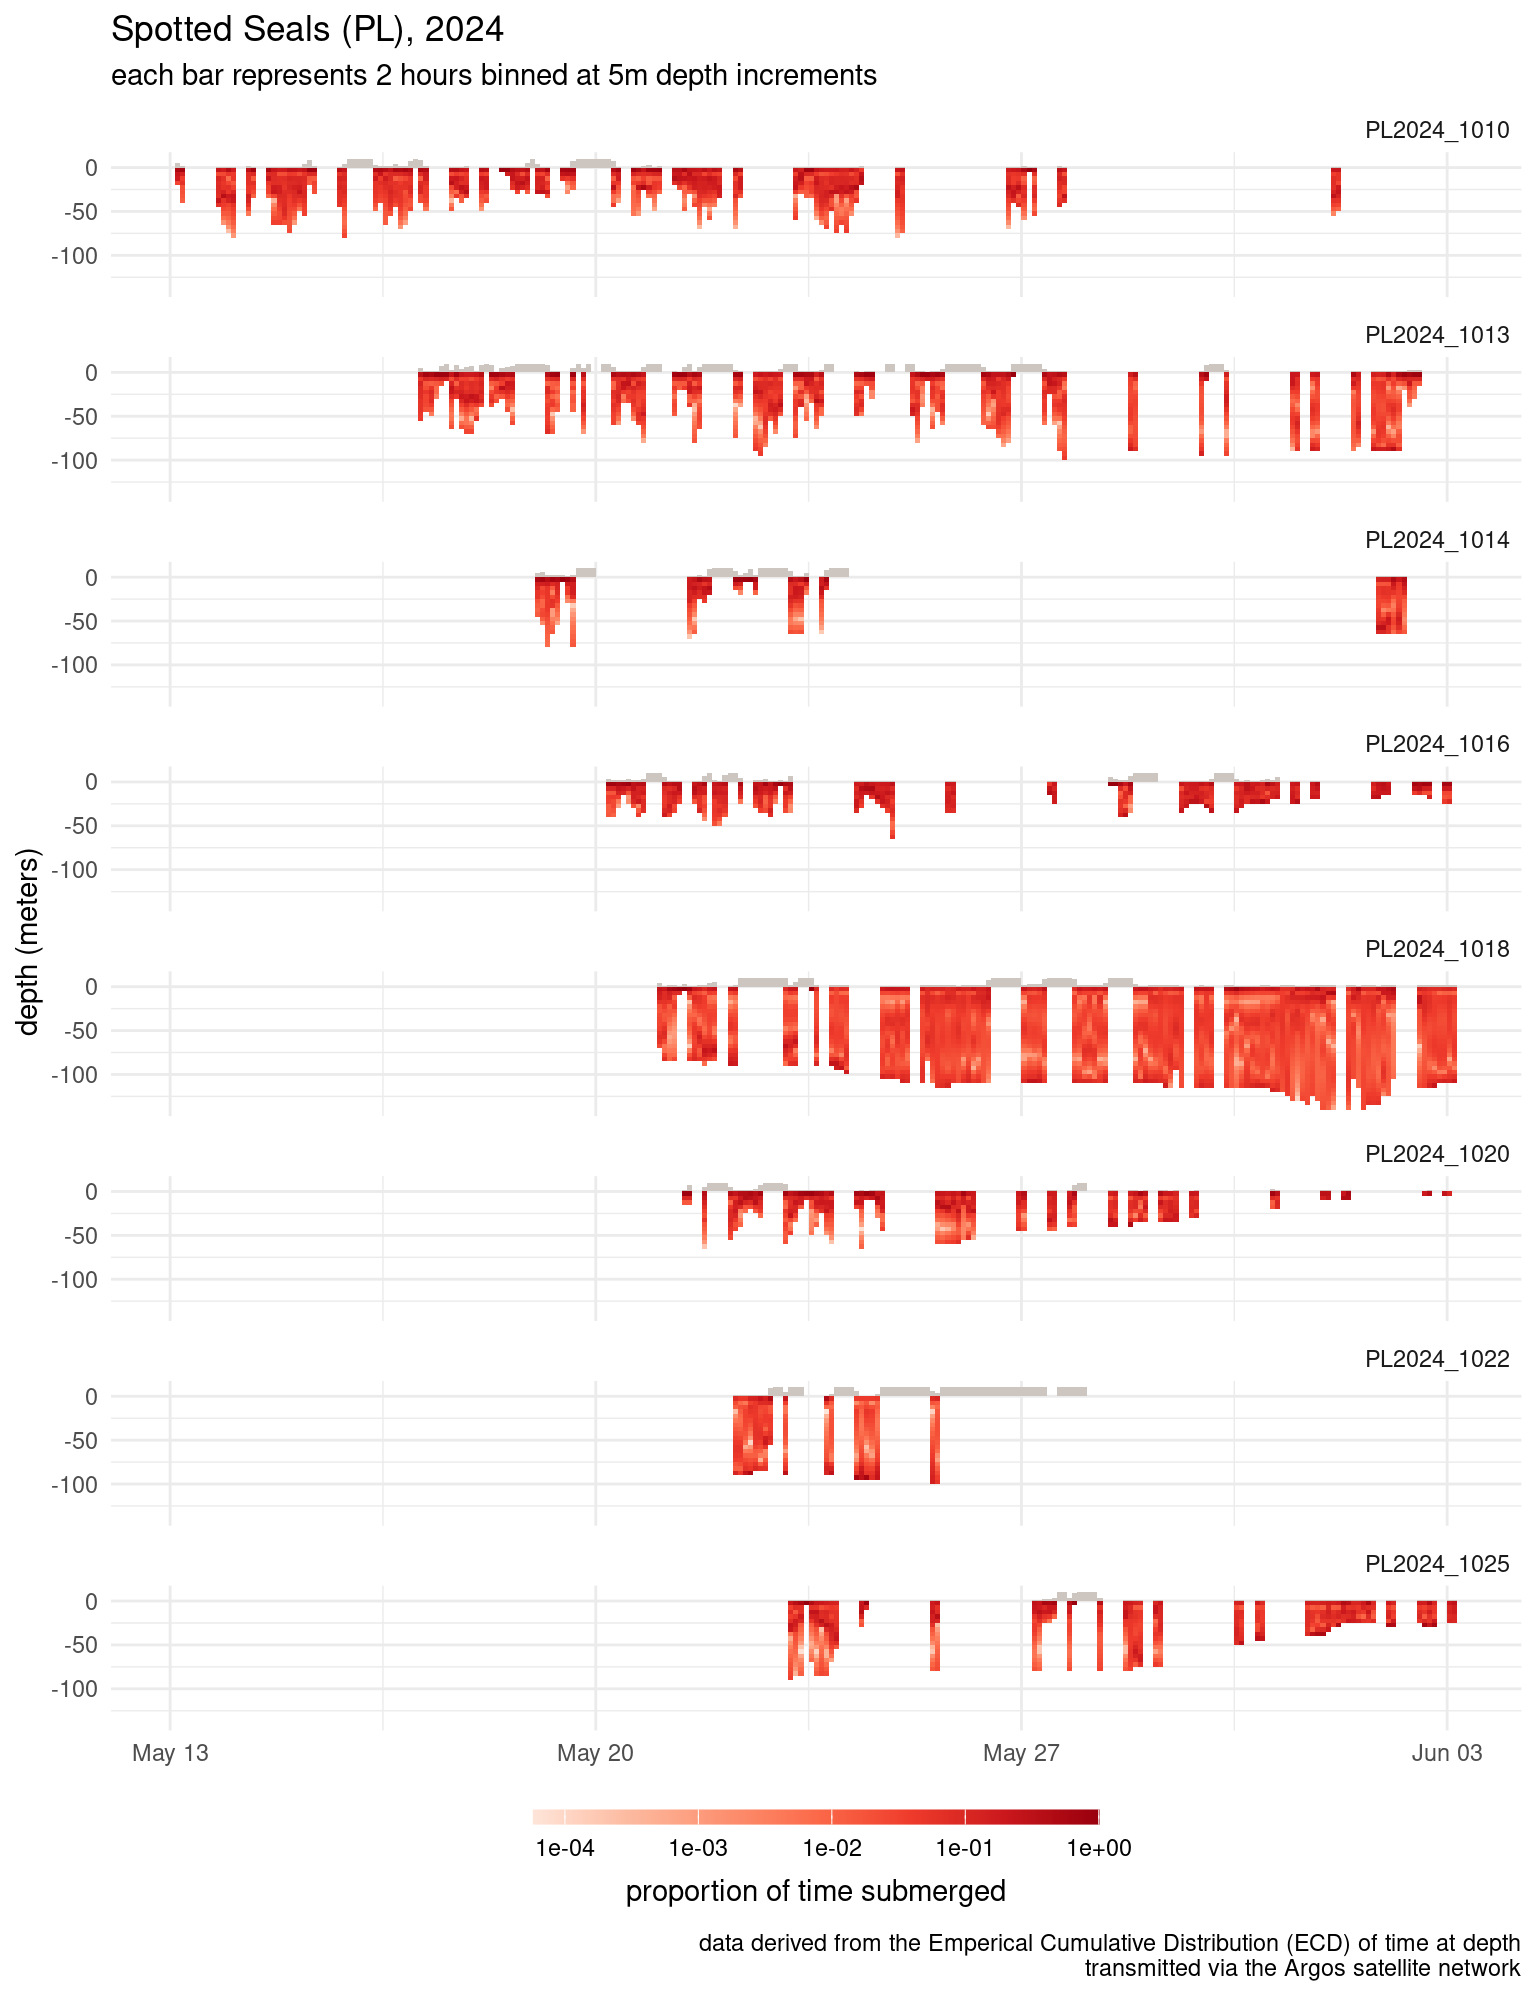 Spotted Seals (PL), 2024
each bar represents 2 hours binned at 5m depth increments
PL2024_1010
0
-50
-100
PL2024_1013
0
-50
-100
PL2024_1014
0
-50
-100
PL2024_1016
0
-50
-100
depth (meters)
PL2024_1018
0
-50
-100
PL2024_1020
0
-50
-100
PL2024_1022
0
-50
-100
PL2024_1025
0
-50
-100
May 13 May 20 May 27 Jun 03
1e-04 1e-03 1e-02 1e-01 1e+00
proportion of time submerged
data derived from the Emperical Cumulative Distribution (ECD) of time at depth
transmitted via the Argos satellite network